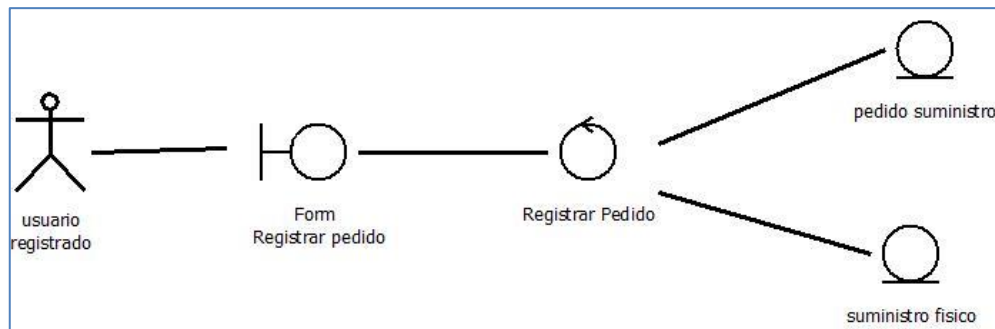 usuario
registrado
Form
Registrar pedido
Registrar Pedido
pedido suministro
suministro fisico